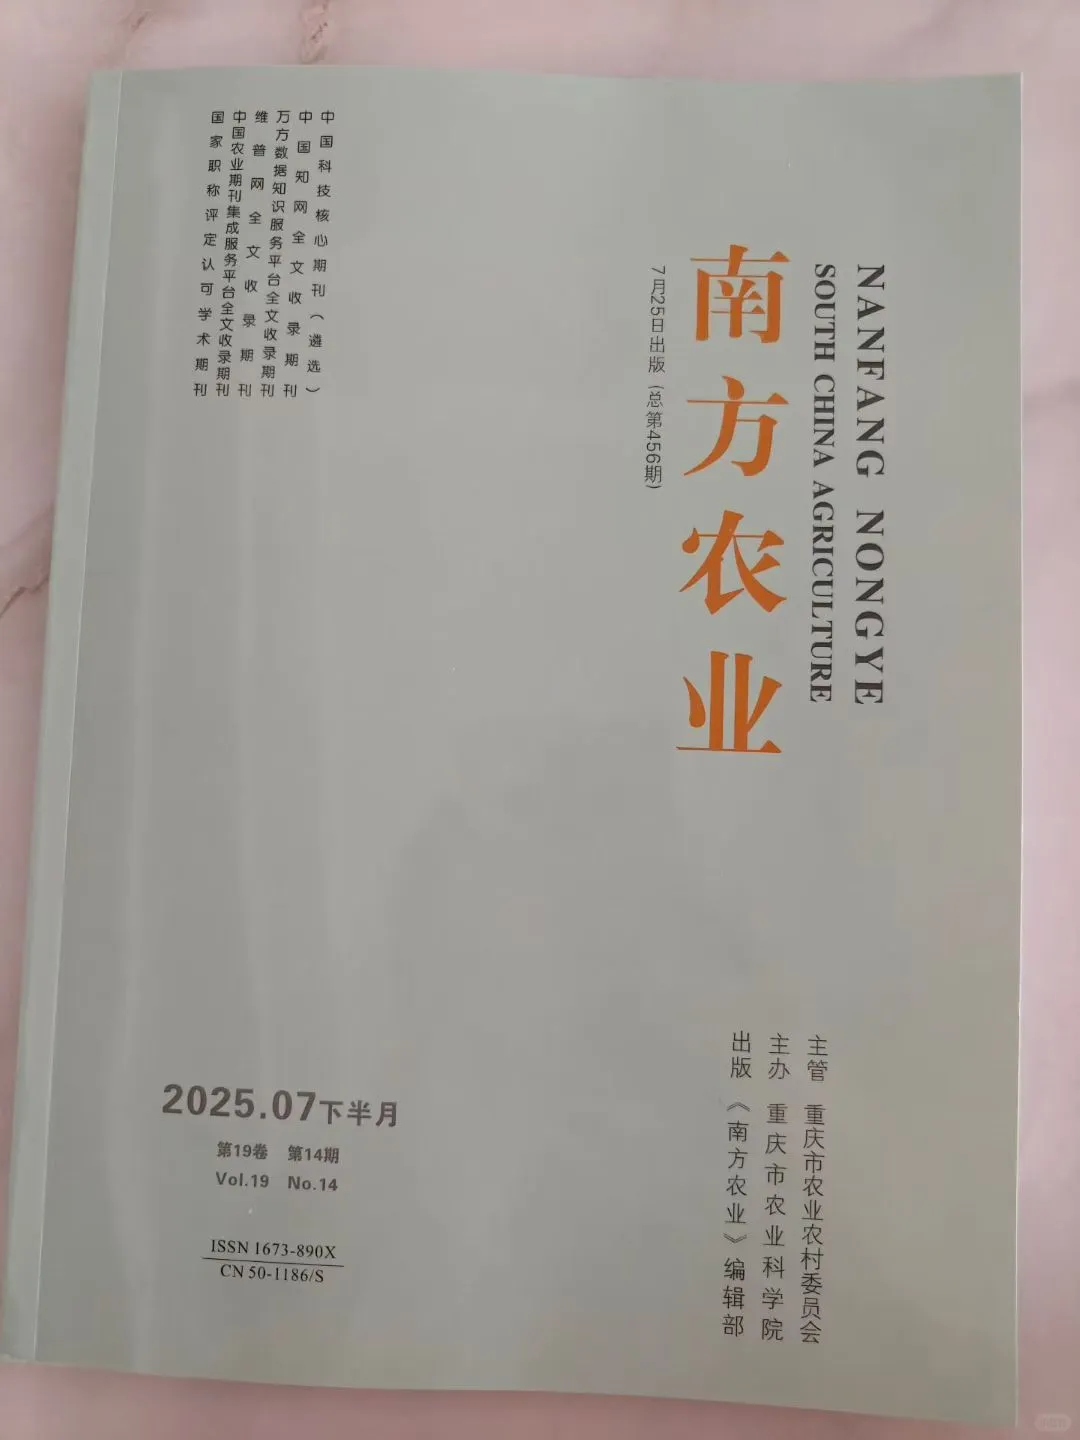 NANFANG NONGYE
SOUTH CHINA AGRICULTURE
南方农业
7月25日出版（总第456期）
中国科技核心期刊（遴选）
中国知网全文收录期刊
万方数据知识服务平台全文收录期刊
维普网全文收录期刊
中国农业期刊集成服务平台全文收录期刊
国家职称评定认可学术期刊
主管 重庆市农业农村委员会
主办 重庆市农业科学院
出版 《南方农业》编辑部
2025.07下半月
第19卷 第14期
Vol.19 No.14
ISSN 1673-890X
CN 50-1186/S